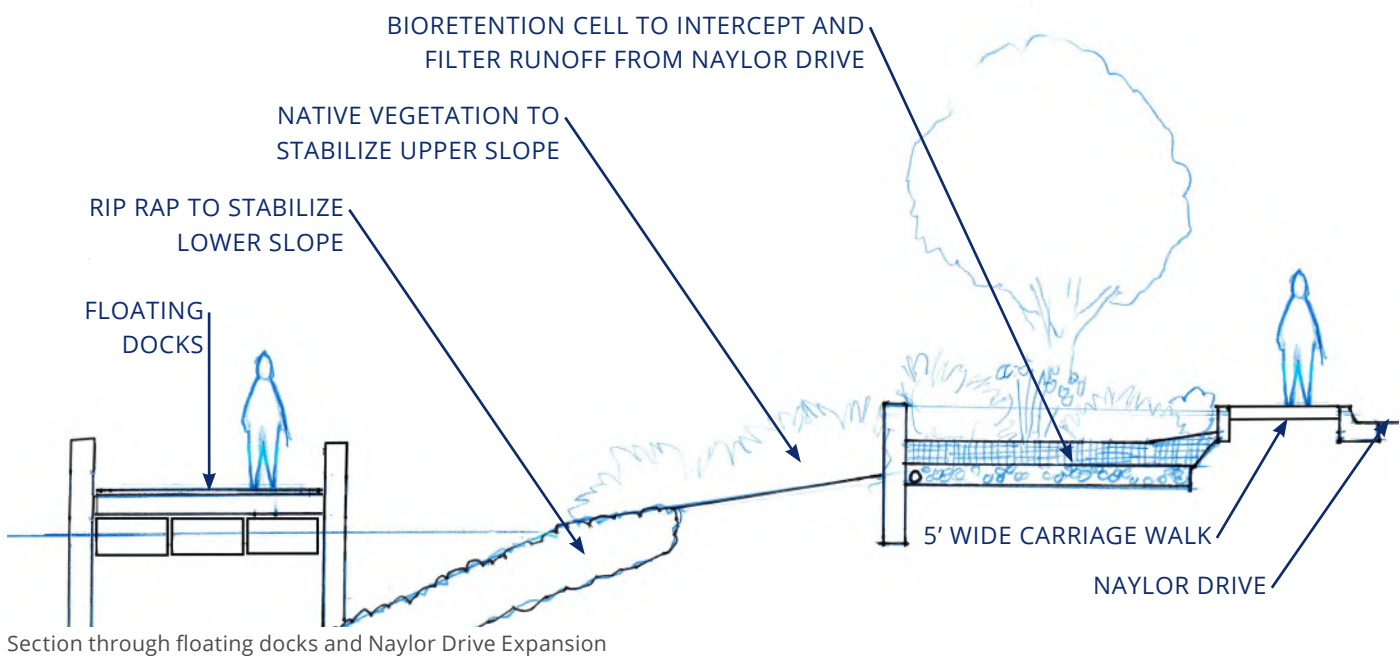 BIORETENTION CELL TO INTERCEPT AND
FILTER RUNOFF FROM NAYLOR DRIVE
NATIVE VEGETATION TO
STABILIZE UPPER SLOPE
RIP RAP TO STABILIZE
LOWER SLOPE
FLOATING
DOCKS
5’ WIDE CARRIAGE WALK
NAYLOR DRIVE
Section through floating docks and Naylor Drive Expansion